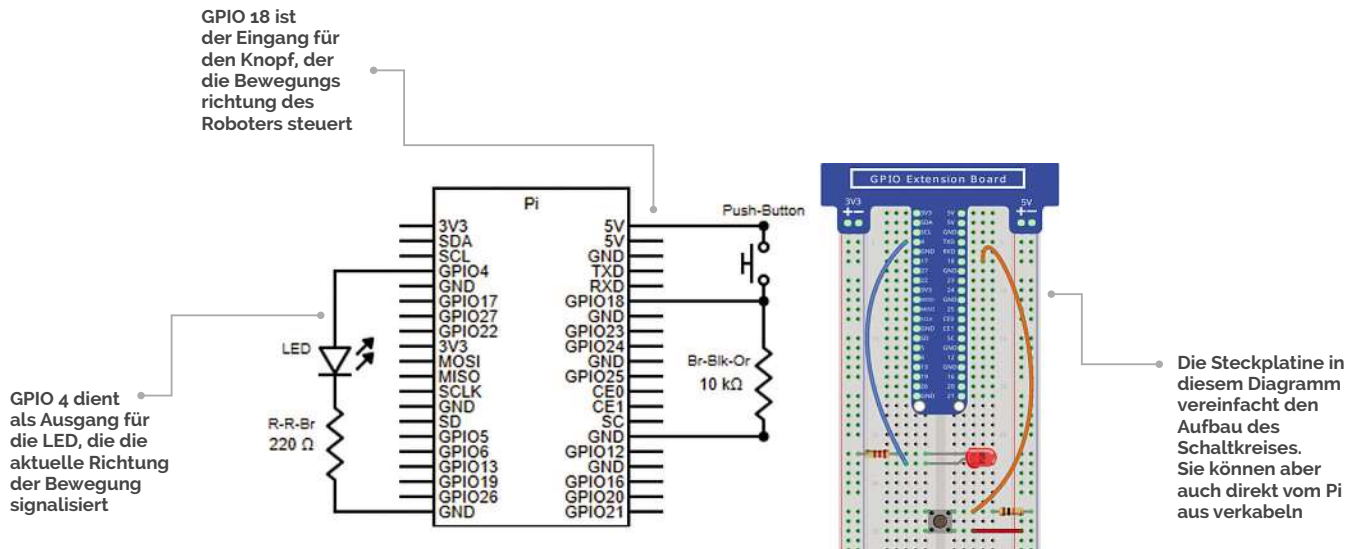 GPIO 18 ist
der Eingang für
den Knopf, der
die Bewegungs
richtung des
Roboters steuert
GPIO 4 dient
als Ausgang für
die LED, die die
aktuelle Richtung
der Bewegung
signalisiert
Pi
3V3
SDA
SCL
GPIO4
GND
GPIO17
GPIO27
GPIO22
3V3
MOSI
MISO
SCLK
GND
SD
GPIO5
GPIO6
GPIO13
GPIO19
GPIO26
GND
5V
5V
GND
TXD
RXD
GPIO18
GND
GPIO23
GPIO24
GND
GPIO25
CE0
CE1
SC
GND
GPIO12
GND
GPIO16
GPIO20
GPIO21
LED
R-R-Br
220 Ω
Push-Button
Br-Blk-Or
10 kΩ
GPIO Extension Board
3V3
+-
5V
+-
Die Steckplatine in
diesem Diagramm
vereinfacht den
Aufbau des
Schaltkreises.
Sie können aber
auch direkt vom Pi
aus verkabeln